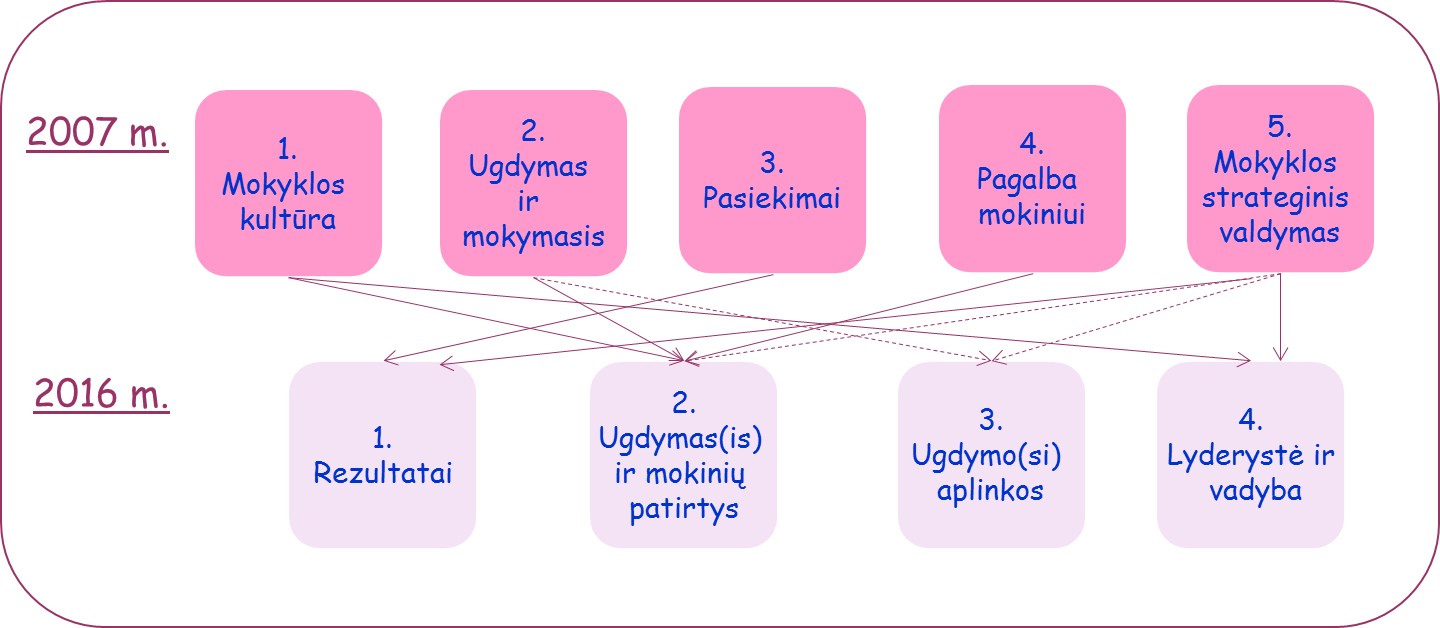 2007 m.
1.
Mokyklos
kultūra
2.
Ugdymas
ir
mokymasis
3.
Pasiekimai
4.
Pagalba
mokiniui
5.
Mokyklos
strateginis
valdymas
2016 m.
1.
Rezultatai
2.
Ugdymas(is)
ir mokinių
patirtys
3.
Ugdymo(si)
aplinkos
4.
Lyderystė ir
vadyba